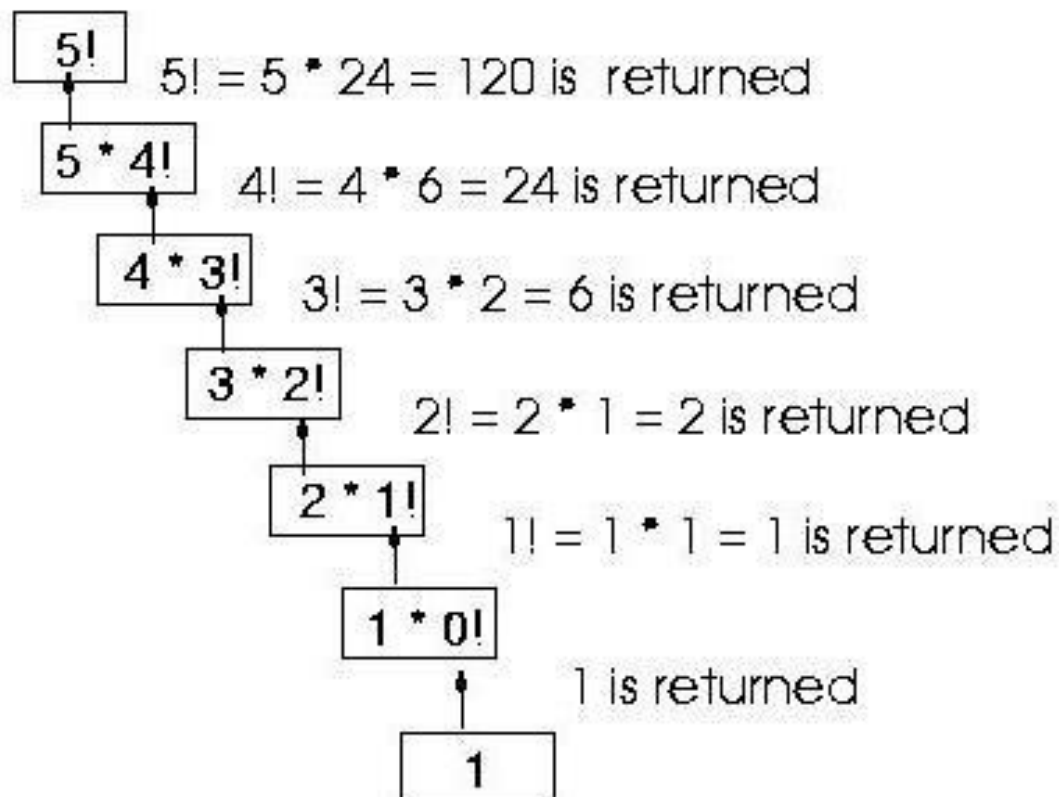 5!
5! = 5 * 24 = 120 is returned
5 * 4!
4! = 4 * 6 = 24 is returned
4 * 3!
3! = 3 * 2 = 6 is returned
3 * 2!
2! = 2 * 1 = 2 is returned
2 * 1!
1! = 1 * 1 = 1 is returned
1 * 0!
1 is returned
1